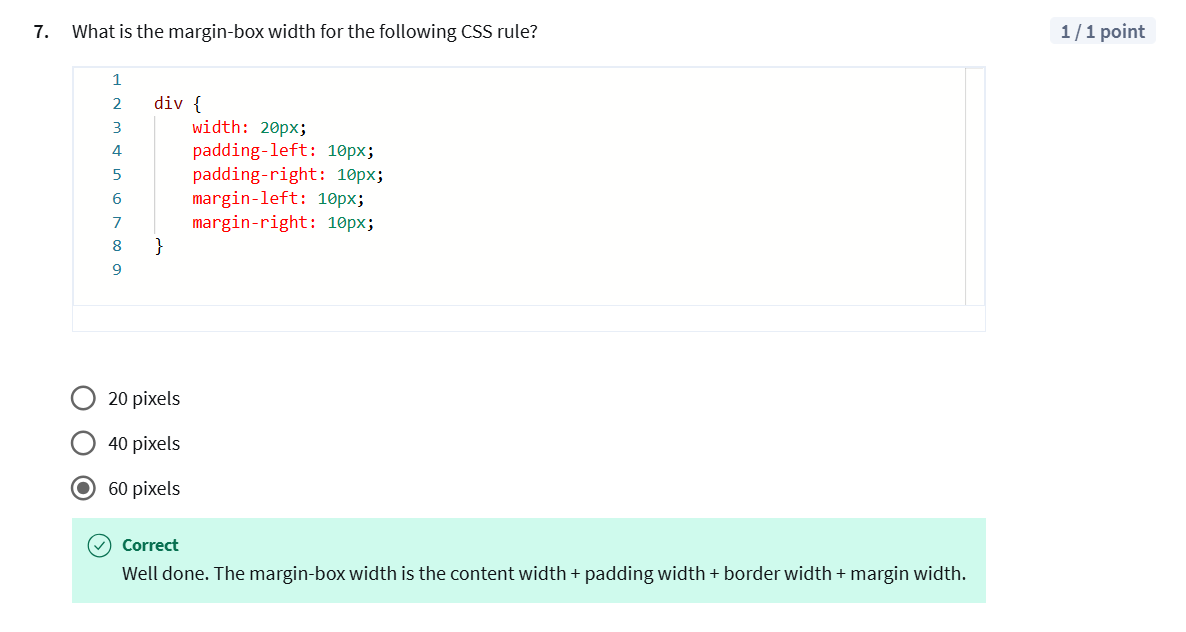 7. What is the margin-box width for the following CSS rule?
1 / 1 point
1
2 div {
3 width: 20px;
4 padding-left: 10px;
5 padding-right: 10px;
6 margin-left: 10px;
7 margin-right: 10px;
8 }
9
20 pixels
40 pixels
60 pixels
Correct
Well done. The margin-box width is the content width + padding width + border width + margin width.